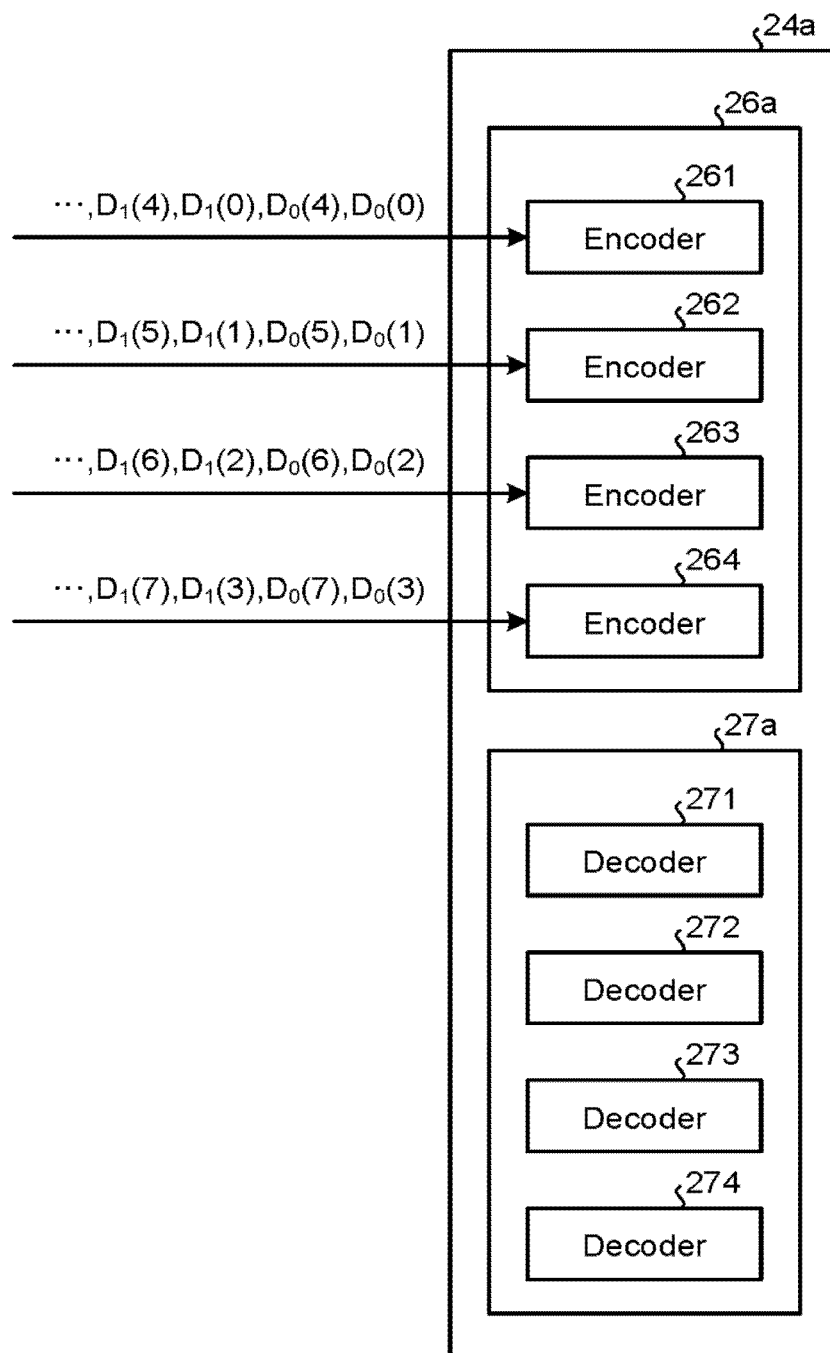 24a
26a
261
···,D₁(4),D₁(0),D₀(4),D₀(0)
Encoder
262
···,D₁(5),D₁(1),D₀(5),D₀(1)
Encoder
263
···,D₁(6),D₁(2),D₀(6),D₀(2)
Encoder
264
···,D₁(7),D₁(3),D₀(7),D₀(3)
Encoder
27a
271
Decoder
272
Decoder
273
Decoder
274
Decoder